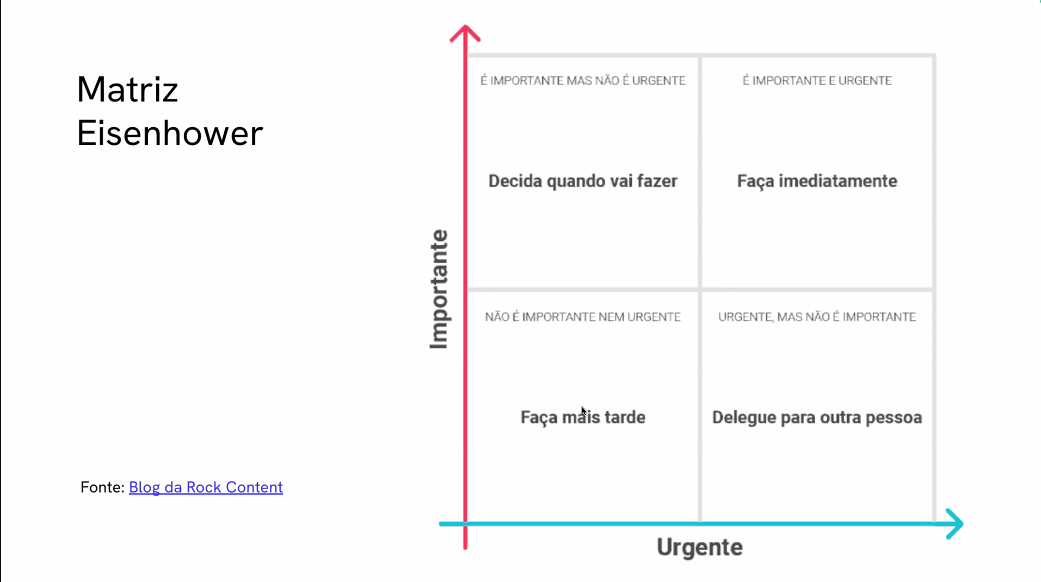 Matriz
Eisenhower
É IMPORTANTE MAS NÃO É URGENTE
É IMPORTANTE E URGENTE
Decida quando vai fazer
Faça imediatamente
Importante
NÃO É IMPORTANTE NEM URGENTE
URGENTE, MAS NÃO É IMPORTANTE
Faça mais tarde
Delegue para outra pessoa
Fonte: Blog da Rock Content
Urgente